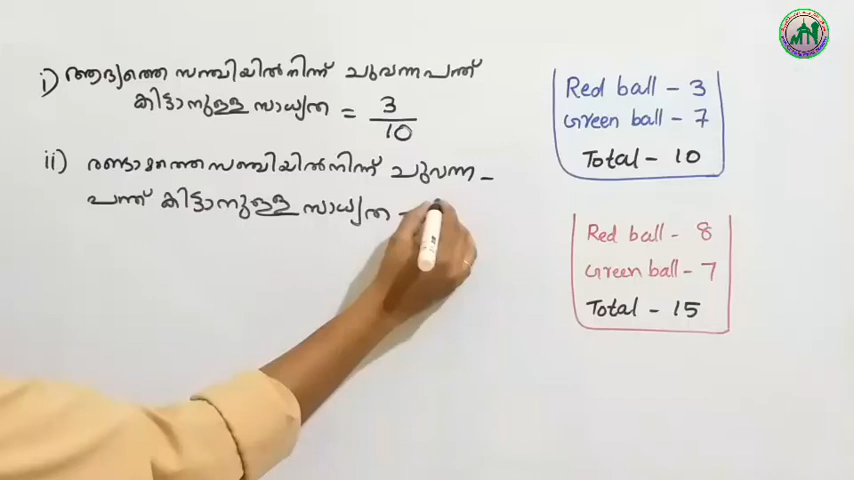 i) ആദ്യത്തെ സഞ്ചിയിൽനിന്ന് ചുവന്നപന്ത്
കിട്ടാനുള്ള സാധ്യത = 3/10
ii) രണ്ടാമത്തെ സഞ്ചിയിൽനിന്ന് ചുവന്ന -
പന്ത് കിട്ടാനുള്ള സാധ്യത -
Red ball - 3
Green ball - 7
Total - 10
Red ball - 8
Green ball - 7
Total - 15